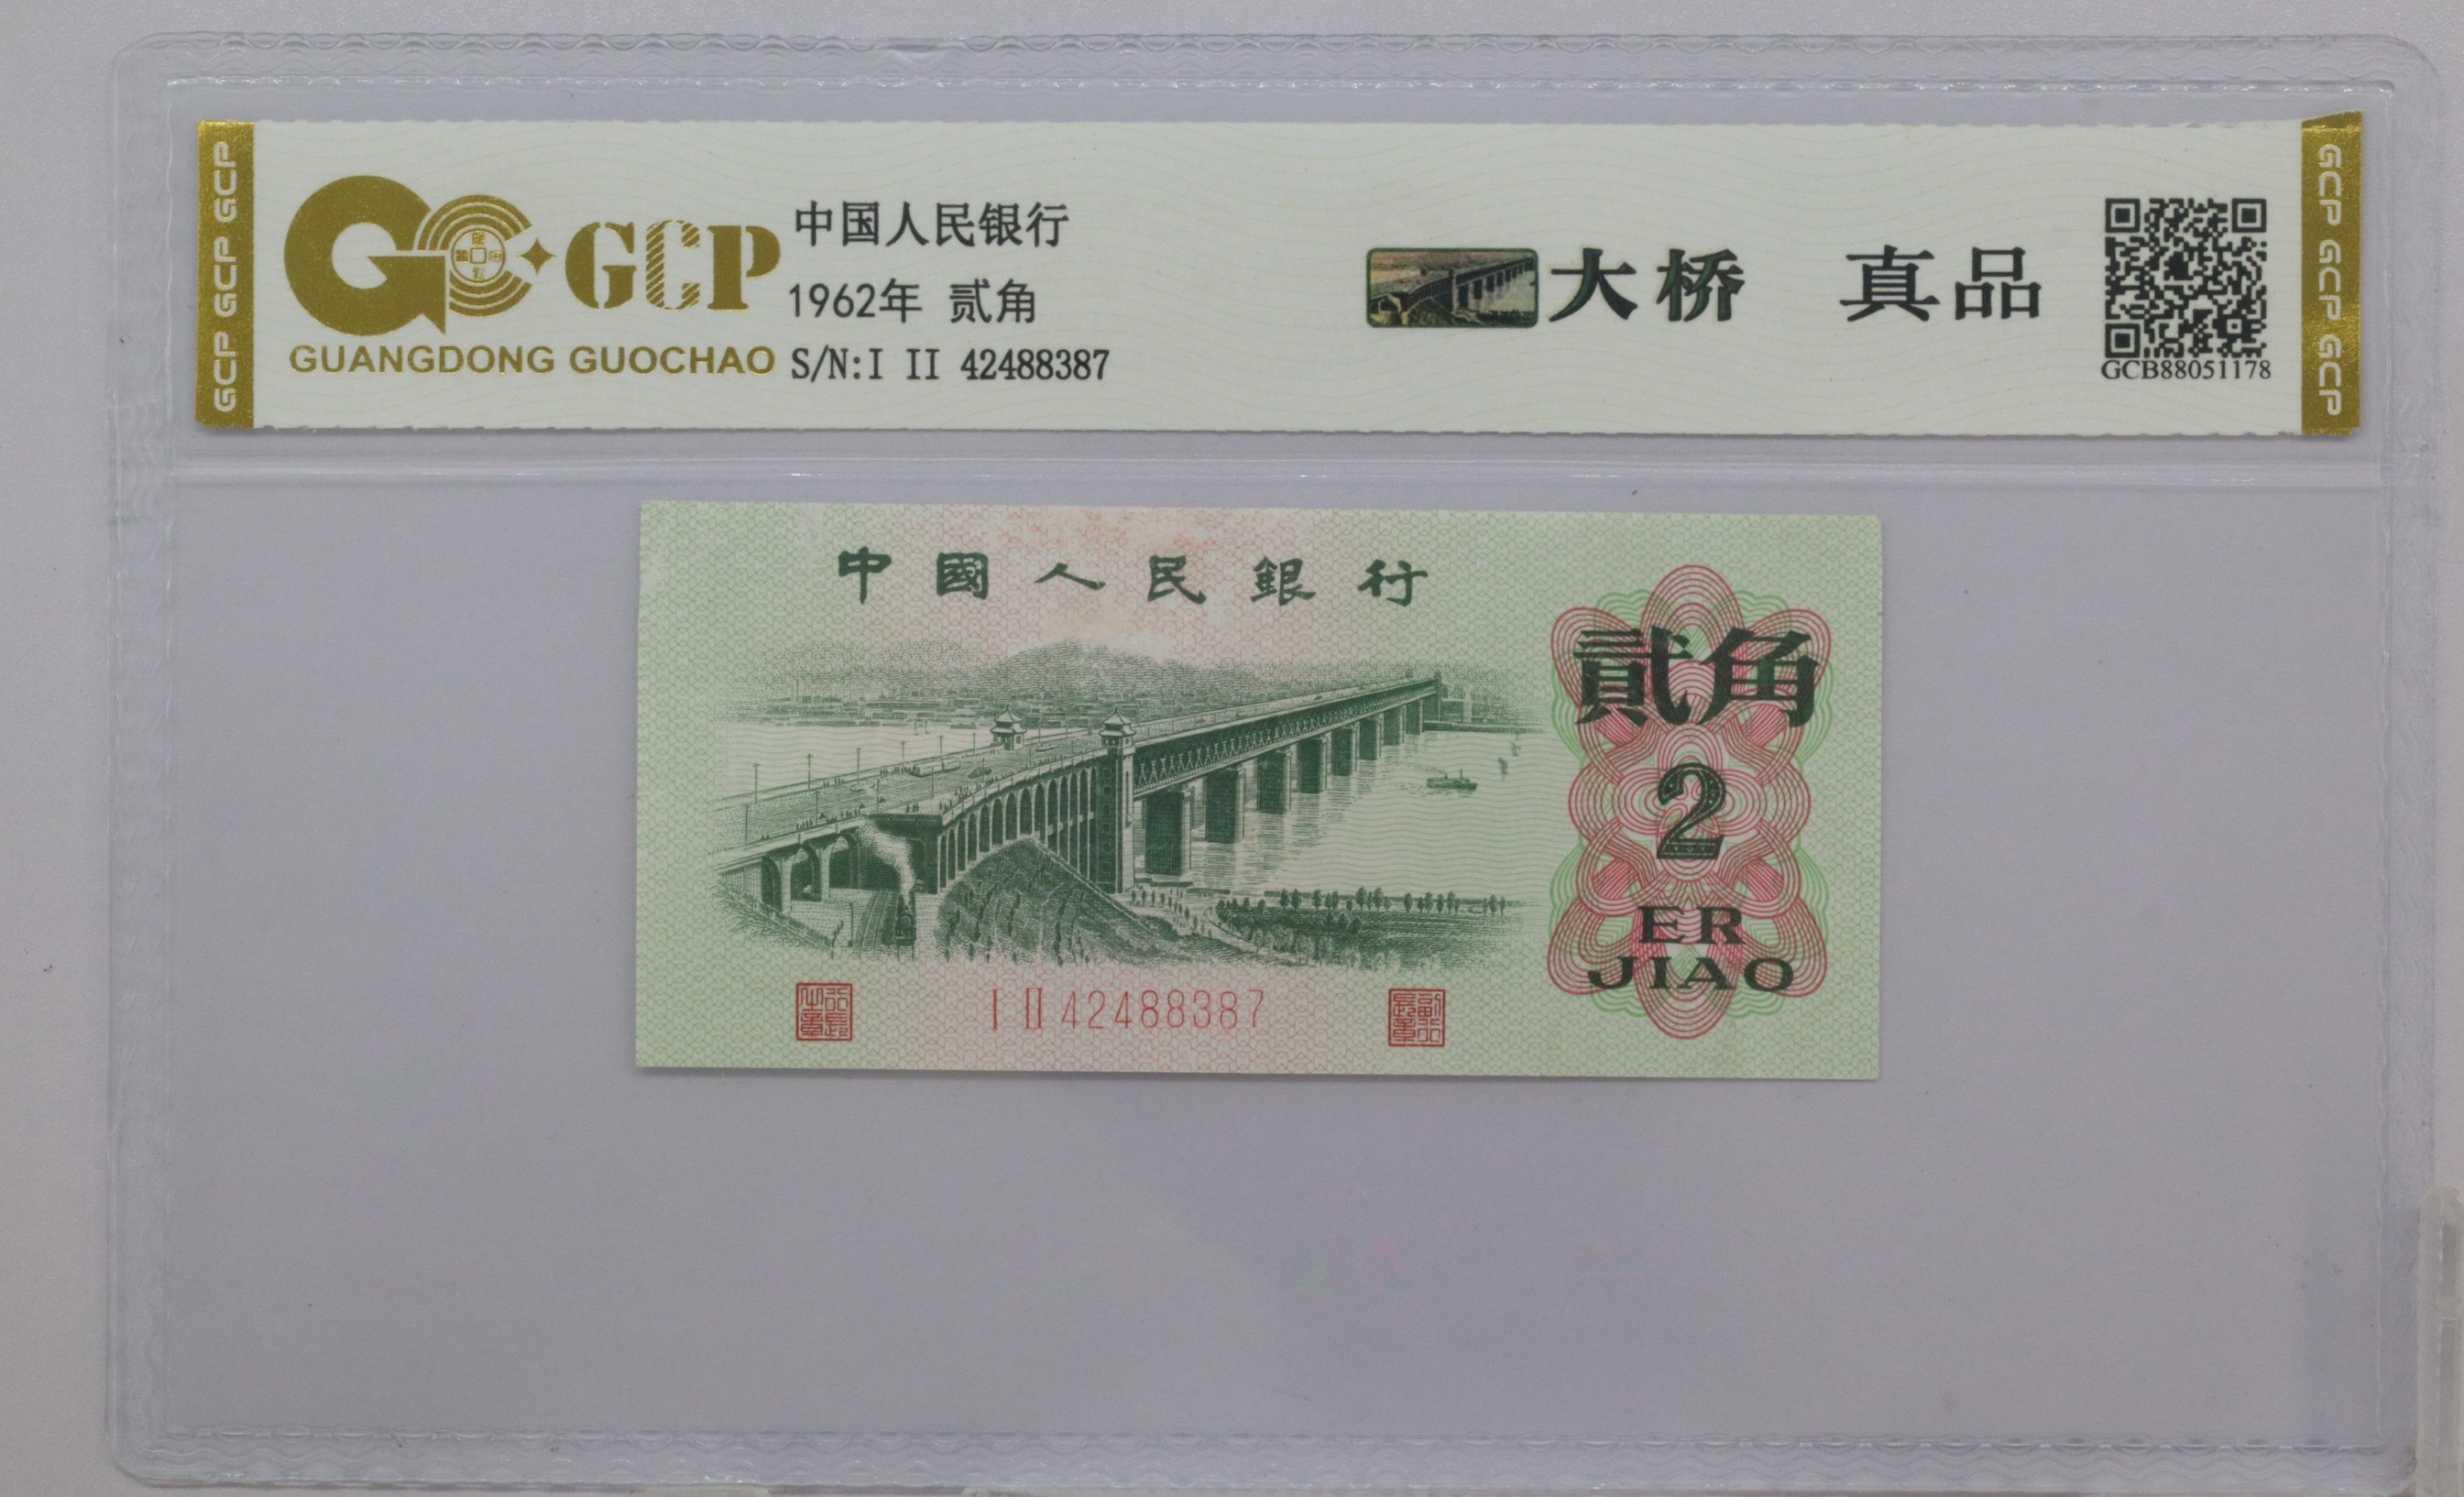 GCP GCP GCP
GCP
GUANGDONG GUOCHAO
中国人民银行
1962年 贰角
S/N:I II 42488387
大桥 真品
GCB88051178
GCP GCP GCP
中國人民銀行
貳角
2
ER
JIAO
I II 42488387